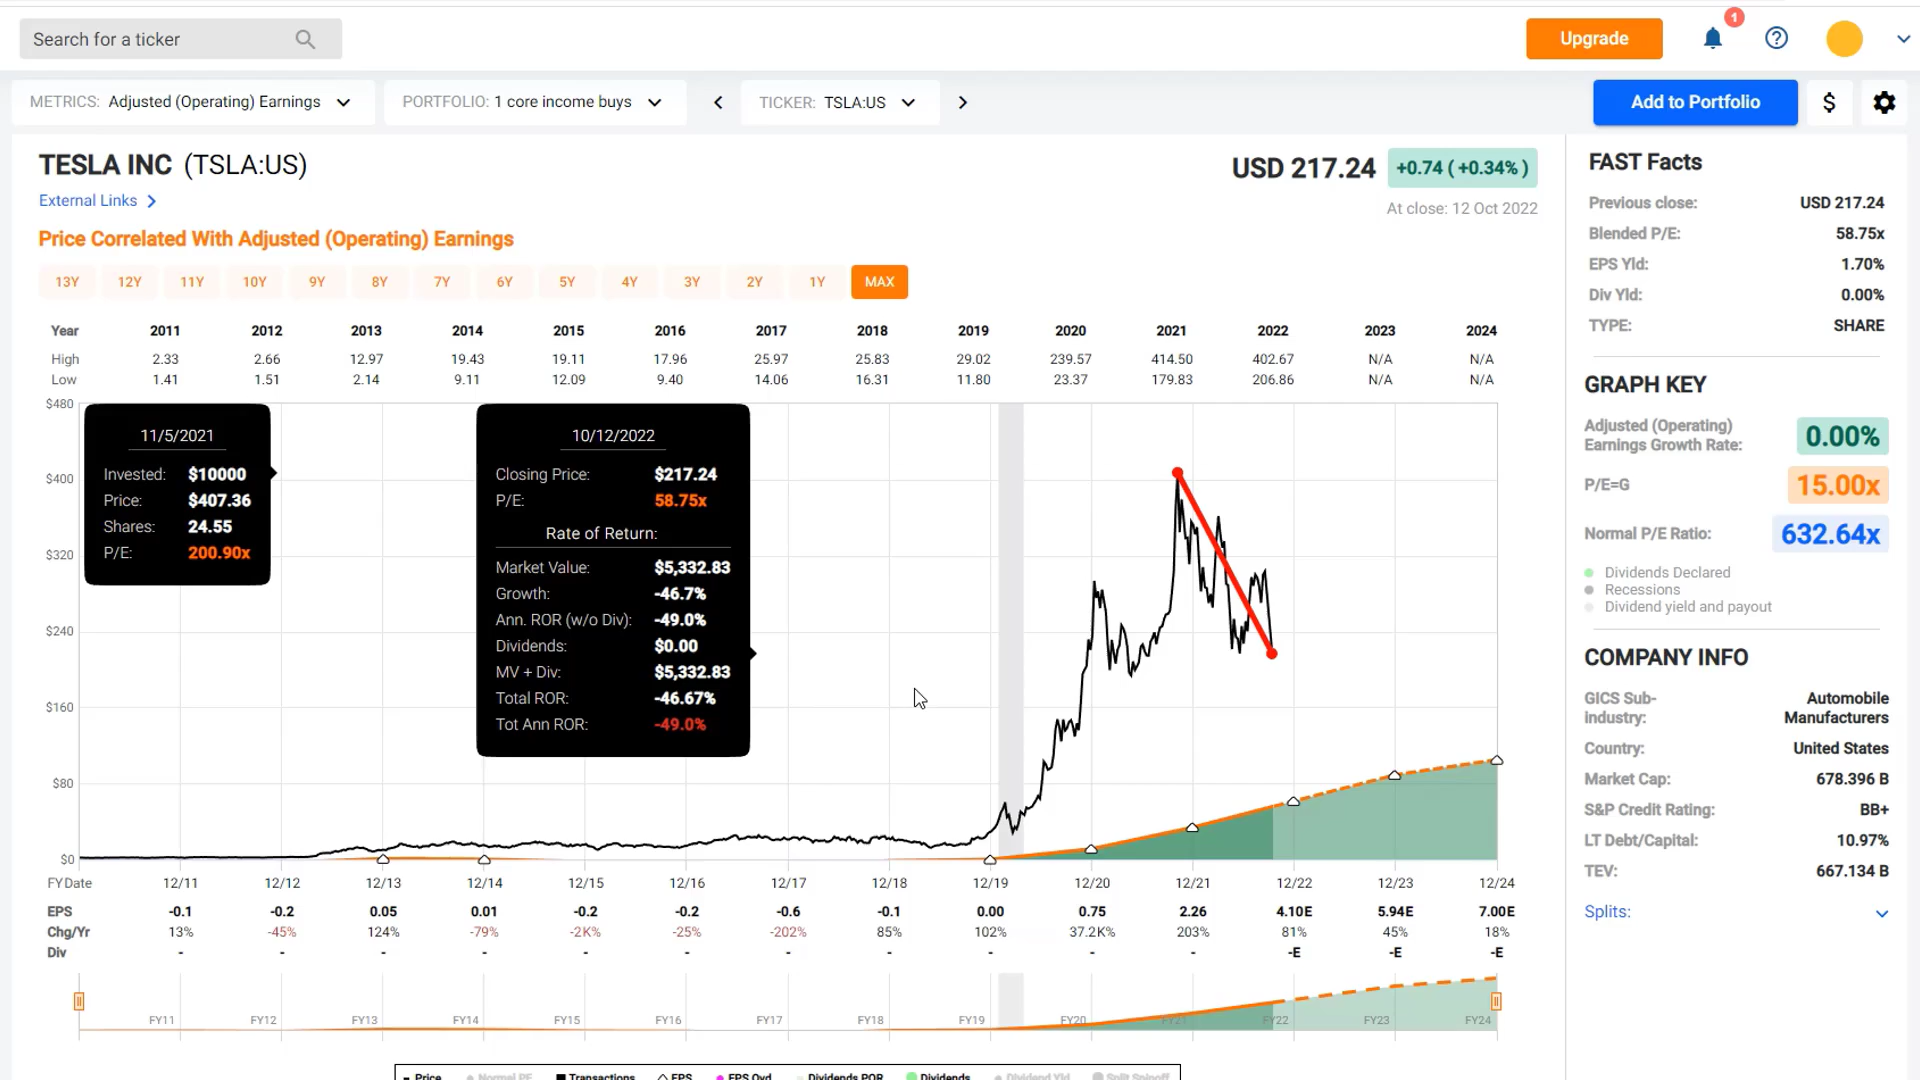 Search for a ticker
Upgrade
1
METRICS: Adjusted (Operating) Earnings
PORTFOLIO: 1 core income buys
TICKER: TSLA:US
Add to Portfolio
$
TESLA INC (TSLA:US)
USD 217.24 +0.74 ( +0.34% )
External Links
At close: 12 Oct 2022
Price Correlated With Adjusted (Operating) Earnings
13Y 12Y 11Y 10Y 9Y 8Y 7Y 6Y 5Y 4Y 3Y 2Y 1Y MAX
Year 2011 2012 2013 2014 2015 2016 2017 2018 2019 2020 2021 2022 2023 2024
High 2.33 2.66 12.97 19.43 19.11 17.96 25.97 25.83 29.02 239.57 414.50 402.67 N/A N/A
Low 1.41 1.51 2.14 9.11 12.09 9.40 14.06 16.31 11.80 23.37 179.83 206.86 N/A N/A
$480
$400
$320
$240
$160
$80
$0
11/5/2021
Invested: $10000
Price: $407.36
Shares: 24.55
P/E: 200.90x
10/12/2022
Closing Price: $217.24
P/E: 58.75x
Rate of Return:
Market Value: $5,332.83
Growth: -46.7%
Ann. ROR (w/o Div): -49.0%
Dividends: $0.00
MV + Div: $5,332.83
Total ROR: -46.67%
Tot Ann ROR: -49.0%
FY Date 12/11 12/12 12/13 12/14 12/15 12/16 12/17 12/18 12/19 12/20 12/21 12/22 12/23 12/24
EPS -0.1 -0.2 0.05 0.01 -0.2 -0.2 -0.6 -0.1 0.00 0.75 2.26 4.10E 5.94E 7.00E
Chg/Yr 13% -45% 124% -79% -2K% -25% -202% 85% 102% 37.2K% 203% 81% 45% 18%
Div - - - - - - - - - - - -E -E -E
FY11 FY12 FY13 FY14 FY15 FY16 FY17 FY18 FY19 FY20 FY21 FY22 FY23 FY24
Price Normal PE Transactions EPS EPS Ovd Dividends POR Dividends Dividend Yld Split Spinoff
FAST Facts
Previous close: USD 217.24
Blended P/E: 58.75x
EPS Yld: 1.70%
Div Yld: 0.00%
TYPE: SHARE
GRAPH KEY
Adjusted (Operating)
Earnings Growth Rate: 0.00%
P/E=G 15.00x
Normal P/E Ratio: 632.64x
Dividends Declared
Recessions
Dividend yield and payout
COMPANY INFO
GICS Sub- Automobile
industry: Manufacturers
Country: United States
Market Cap: 678.396 B
S&P Credit Rating: BB+
LT Debt/Capital: 10.97%
TEV: 667.134 B
Splits: